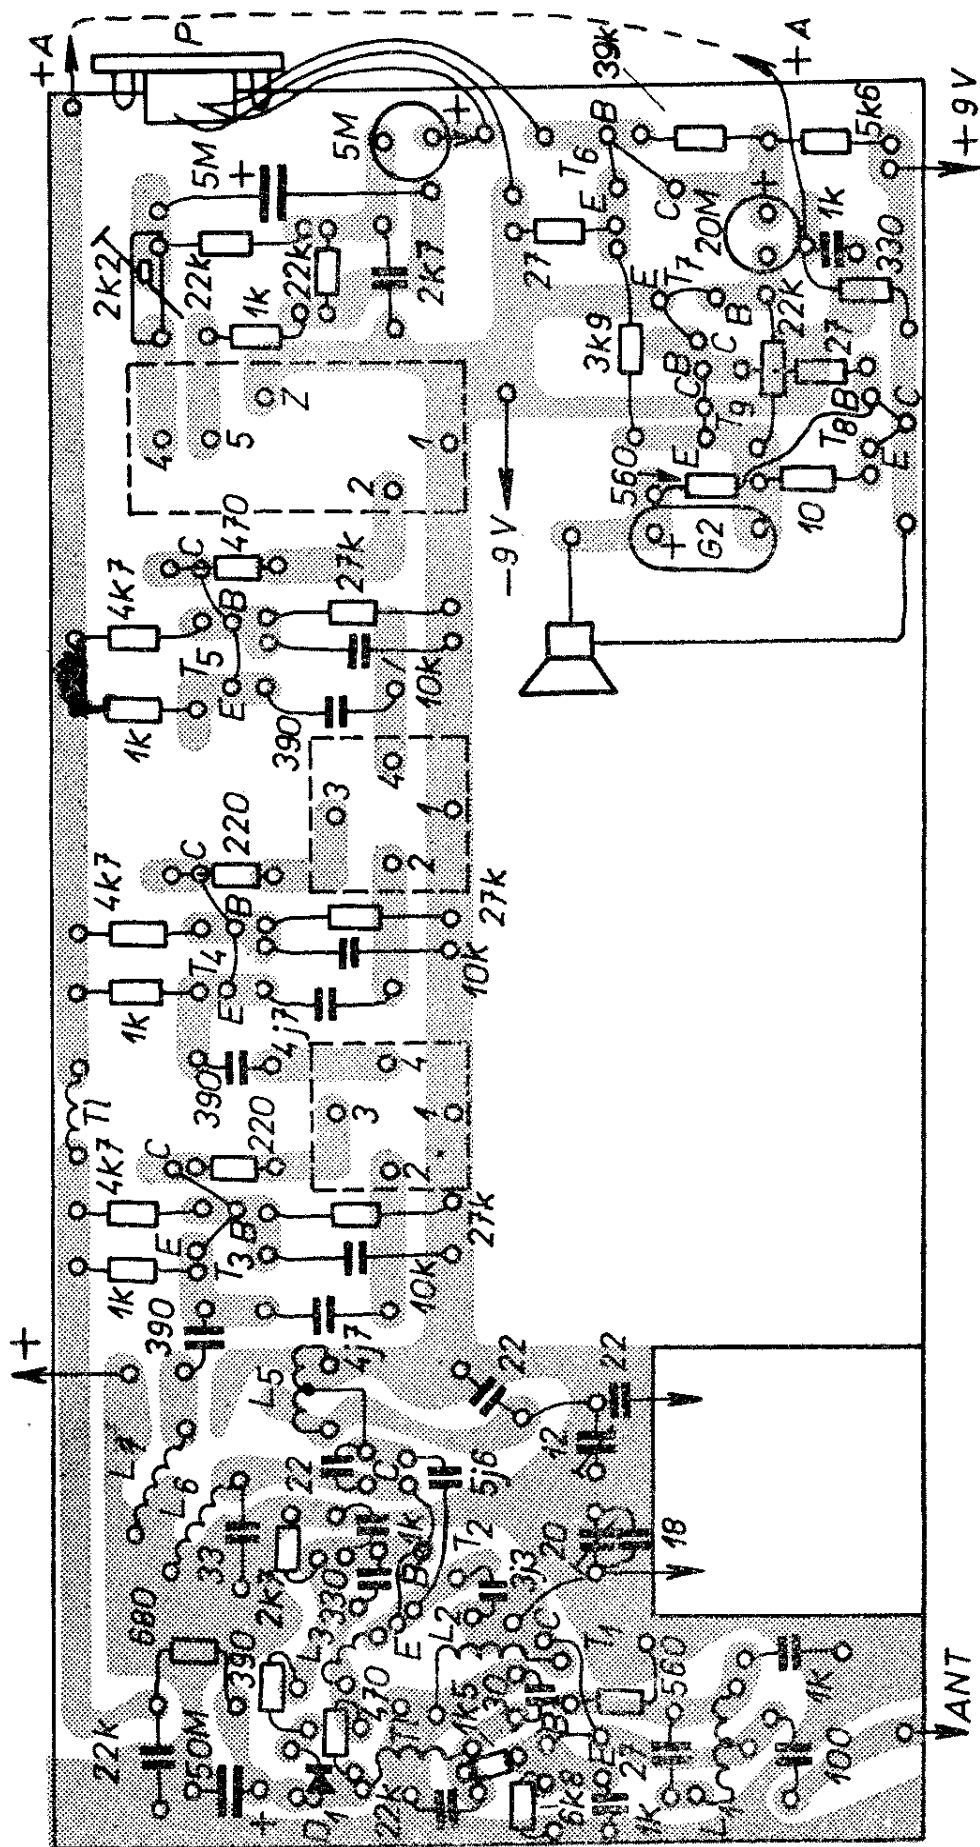 +A
P
39k
+A
5M
5M
+
+
B
T6
E
C
5k6
+9V
2k2
22k
1k
22k
2k7
27
20M
+
1k
330
E
T7
B
C
22k
3k9
27
B
C
T9
E
T8
B
C
E
4
5
Z
1
2
-9V
560
10
+
G2
4k7
C
470
B
27k
T5
E
1k
390
10k
1
4k7
C
220
3
4
1
2
B
T4
E
27k
10k
1k
4j7
390
Tl
3
4
1
2
4k7
C
220
E
B
T3
27k
1k
390
10k
4j7
+
L5
22
22
12
L6
22
C
5j6
33
1k
B
T2
20
18
680
2k7
330
3j3
L3
E
L2
C
T1
390
470
Tl
1k5
30
B
560
1k
22k
50M
+
D1
22k
6k8
E
27
1k
L1
100
ANT